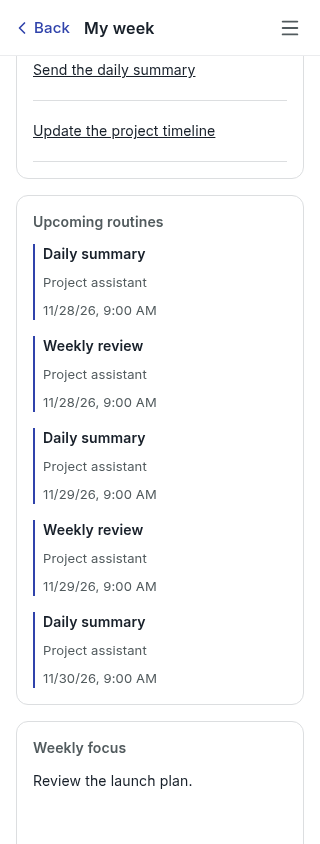 Back My week
Send the daily summary
Update the project timeline
Upcoming routines
Daily summary
Project assistant
11/28/26, 9:00 AM
Weekly review
Project assistant
11/28/26, 9:00 AM
Daily summary
Project assistant
11/29/26, 9:00 AM
Weekly review
Project assistant
11/29/26, 9:00 AM
Daily summary
Project assistant
11/30/26, 9:00 AM
Weekly focus
Review the launch plan.